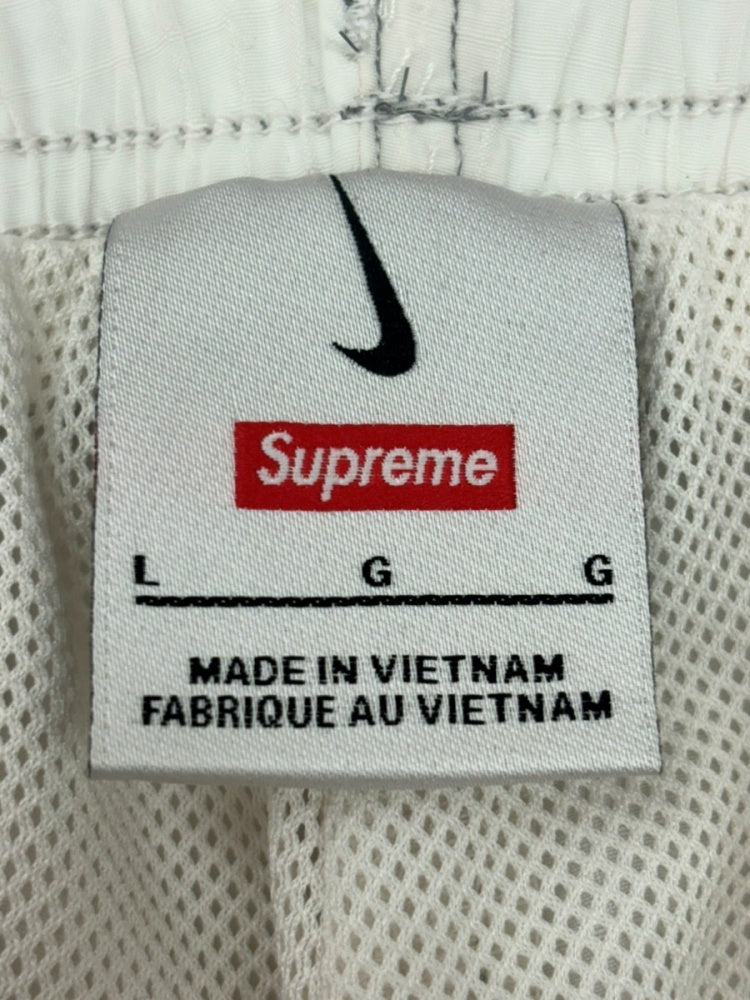 Supreme
L G G
MADE IN VIETNAM
FABRIQUE AU VIETNAM